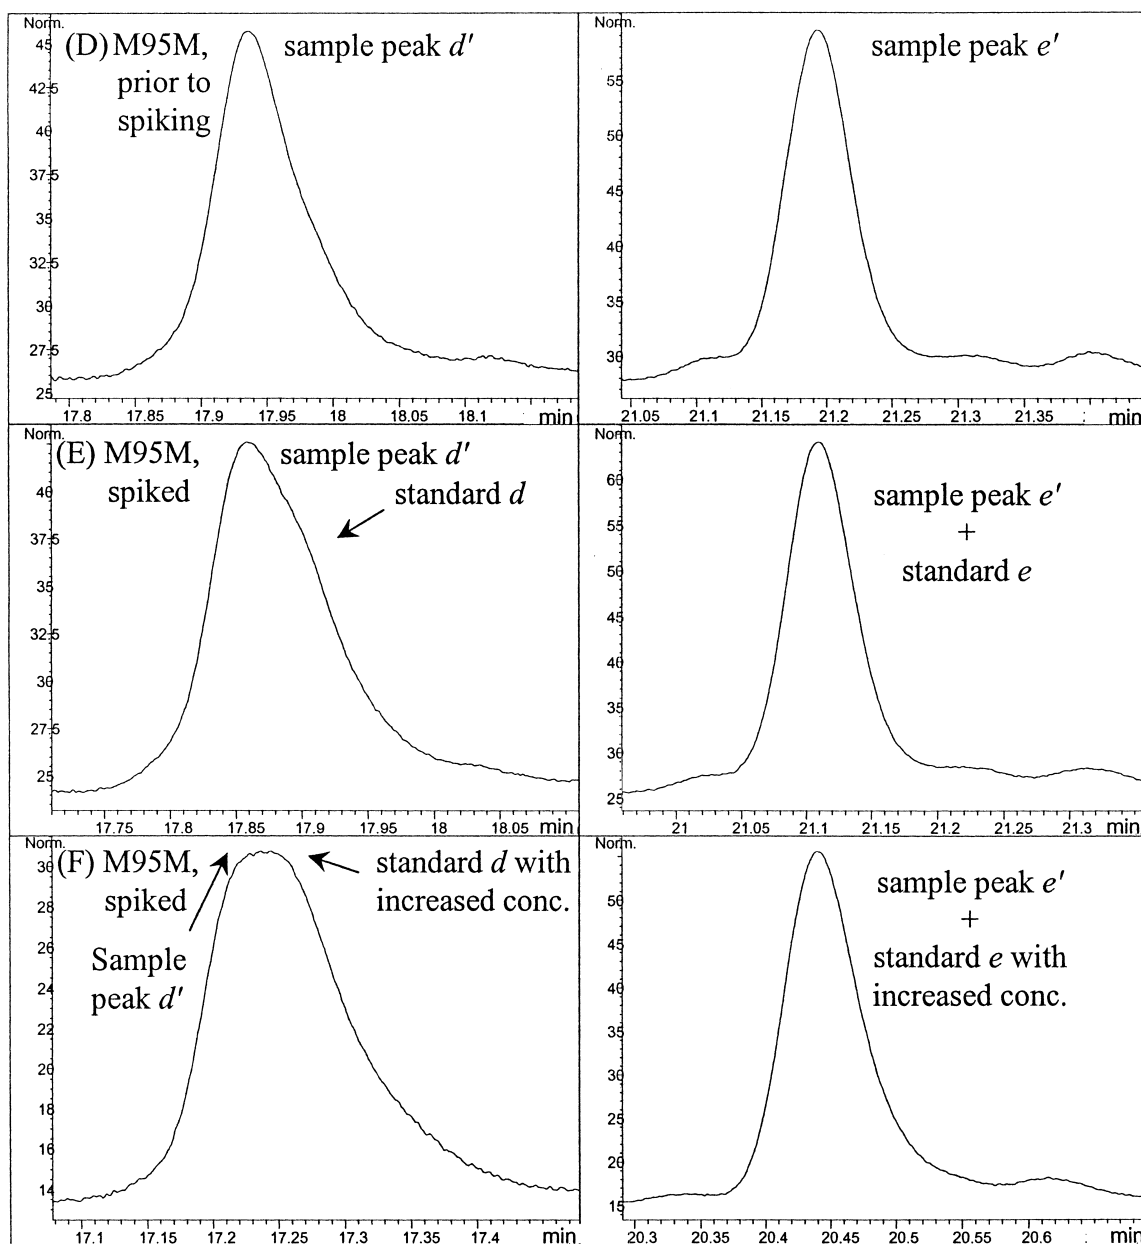 Norm.
45
42.5
40
37.5
35
32.5
30
27.5
25
(D) M95M,
prior to
spiking
sample peak d'
17.8 17.85 17.9 17.95 18 18.05 18.1 min
Norm.
55
50
45
40
35
30
sample peak e'
21.05 21.1 21.15 21.2 21.25 21.3 21.35 min
Norm.
40
37.5
35
32.5
30
27.5
25
(E) M95M,
spiked
sample peak d'
standard d
17.75 17.8 17.85 17.9 17.95 18 18.05 min
Norm.
60
55
50
45
40
35
30
25
sample peak e'
+
standard e
21 21.05 21.1 21.15 21.2 21.25 21.3 min
Norm.
30
28
26
24
22
20
18
16
14
(F) M95M,
spiked
Sample
peak d'
standard d with
increased conc.
17.1 17.15 17.2 17.25 17.3 17.35 17.4 min
Norm.
50
45
40
35
30
25
20
15
sample peak e'
+
standard e with
increased conc.
20.3 20.35 20.4 20.45 20.5 20.55 20.6 min